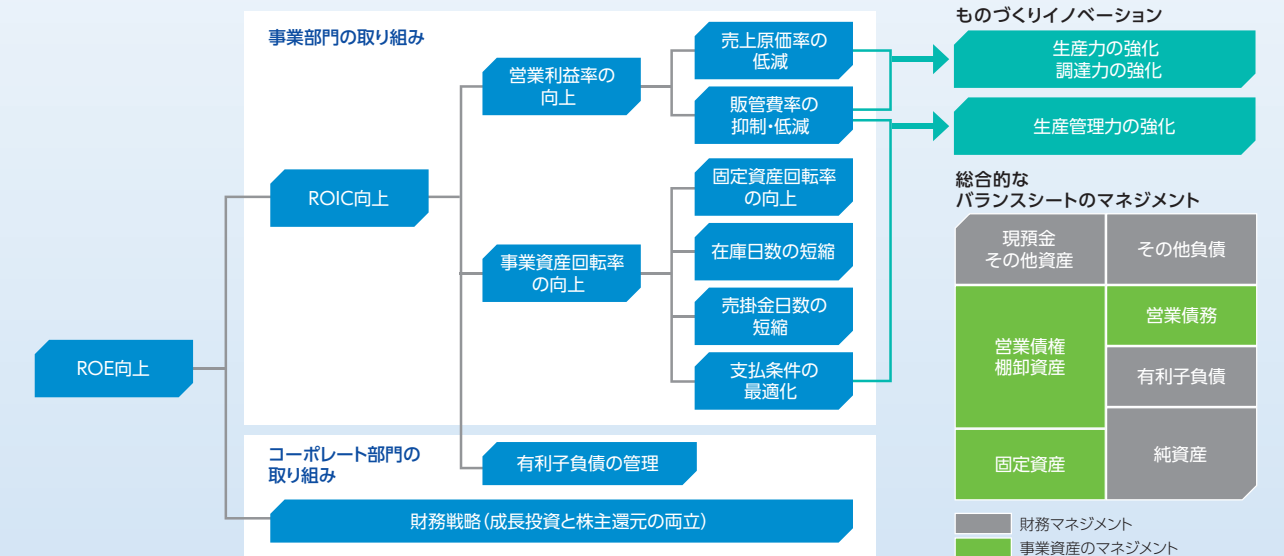 事業部門の取り組み
ROE向上
ROIC向上
営業利益率の
向上
売上原価率の
低減
販管費率の
抑制・低減
事業資産回転率
の向上
固定資産回転率
の向上
在庫日数の短縮
売掛金日数の
短縮
支払条件の
最適化
コーポレート部門の
取り組み
有利子負債の管理
財務戦略（成長投資と株主還元の両立）
ものづくりイノベーション
生産力の強化
調達力の強化
生産管理力の強化
総合的な
バランスシートのマネジメント
現預金
その他資産
その他負債
営業債権
棚卸資産
営業債務
有利子負債
固定資産
純資産
財務マネジメント
事業資産のマネジメント